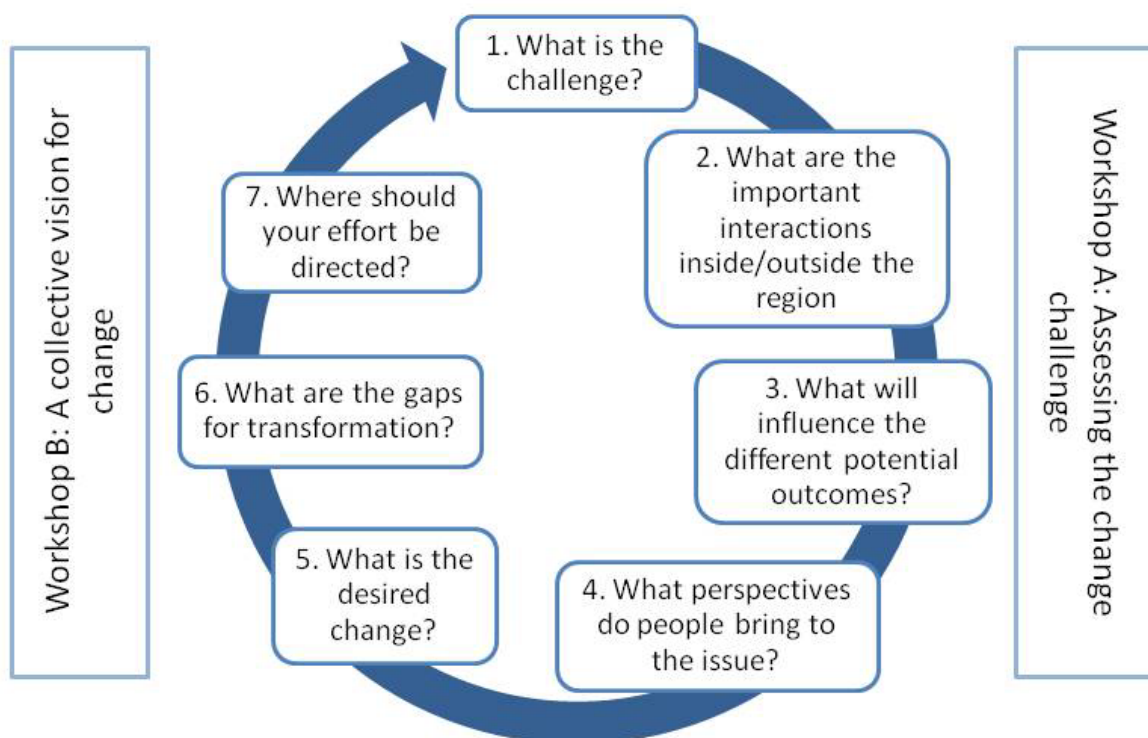 1. What is the
challenge?
2. What are the
important
interactions
inside/outside the
region
3. What will
influence the
different potential
outcomes?
4. What perspectives
do people bring to
the issue?
5. What is the
desired
change?
6. What are the gaps
for transformation?
7. Where should
your effort be
directed?
Workshop A: Assessing the change
challenge
Workshop B: A collective vision for
change